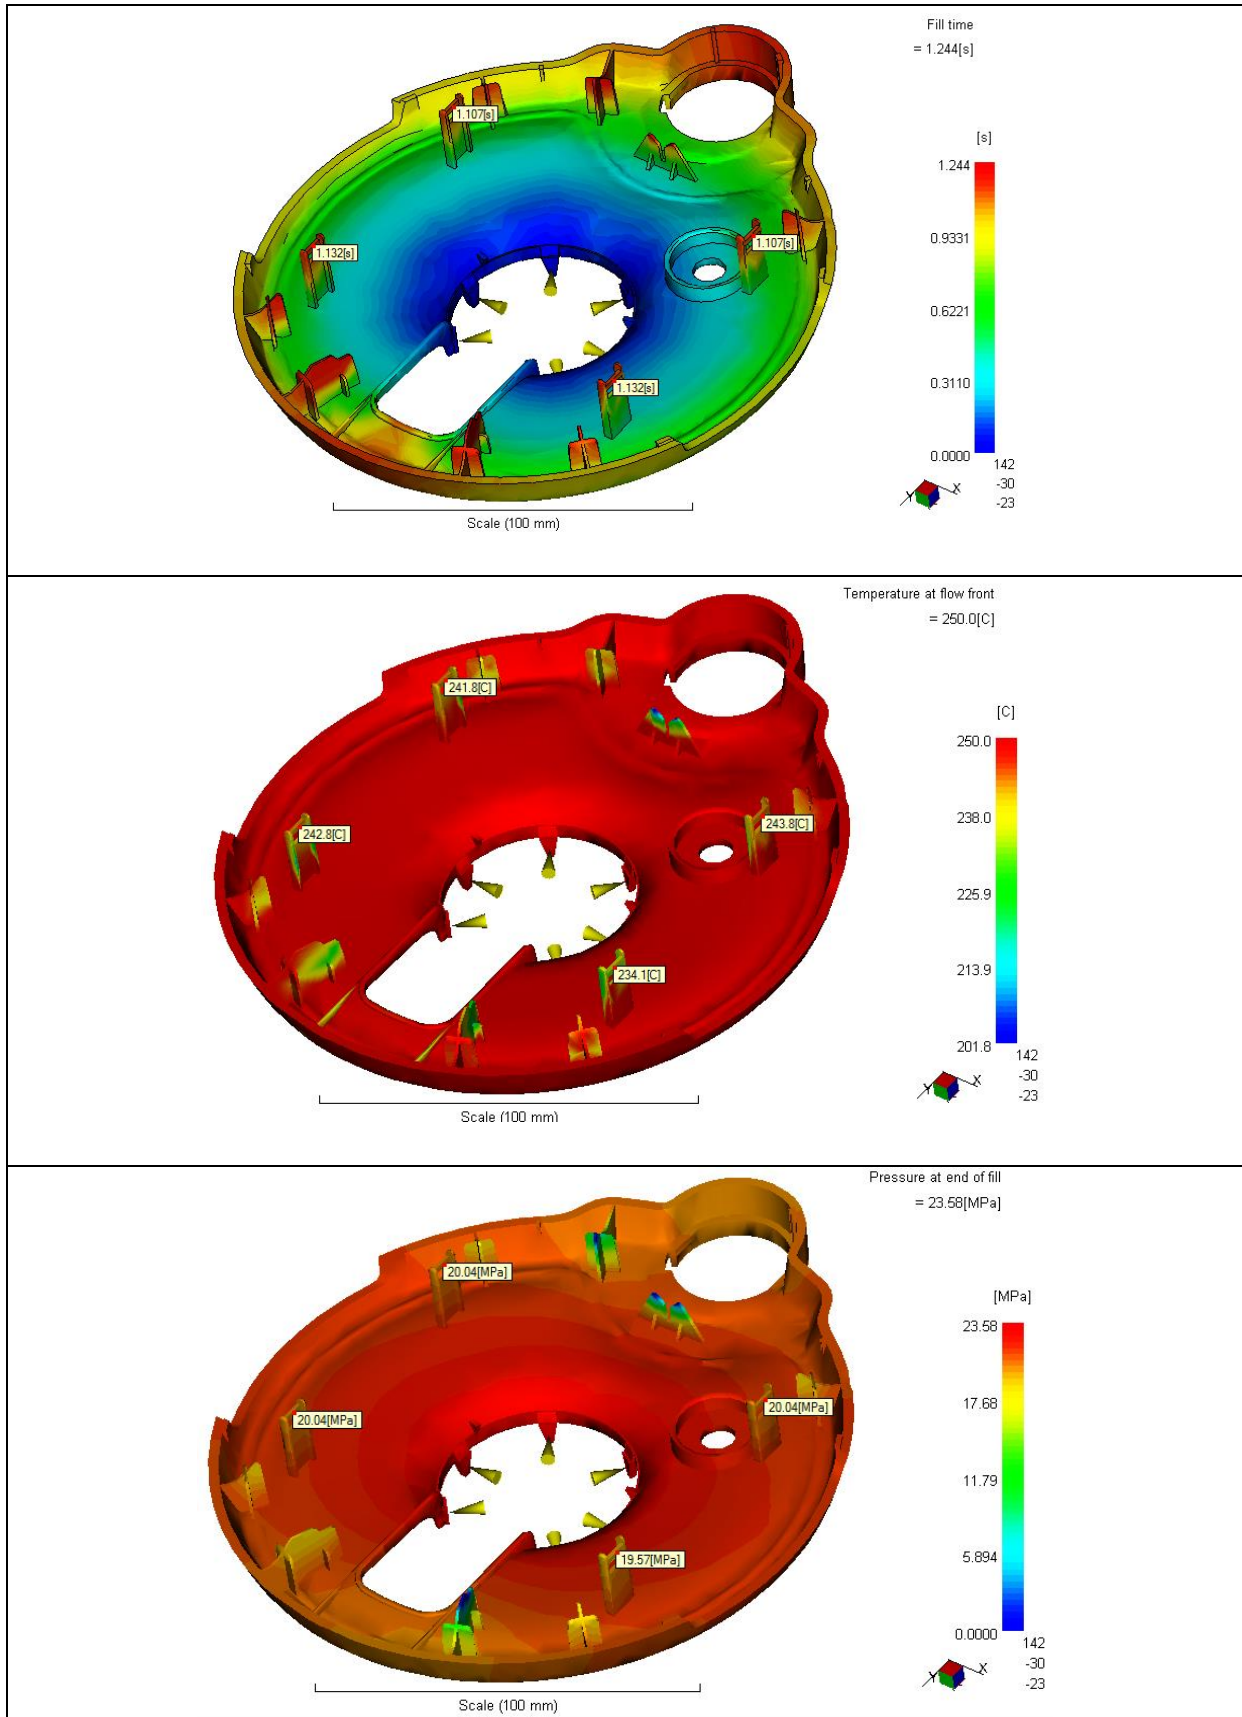 Fill time
= 1.244[s]
1.107[s]
[s]
1.244
0.9331
0.6221
0.3110
0.0000
1.132[s]
1.107[s]
1.132[s]
142
-30
-23
Y X
Scale (100 mm)
Temperature at flow front
= 250.0[C]
241.8[C]
[C]
250.0
238.0
225.9
213.9
201.8
242.8[C]
243.8[C]
234.1[C]
142
-30
-23
Y X
Scale (100 mm)
Pressure at end of fill
= 23.58[MPa]
20.04[MPa]
[MPa]
23.58
17.68
11.79
5.894
0.0000
20.04[MPa]
20.04[MPa]
19.57[MPa]
142
-30
-23
Y X
Scale (100 mm)